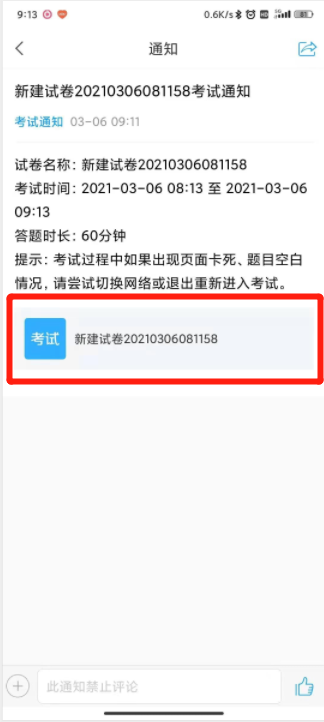 9:13 0.6K/s
通知
新建试卷20210306081158考试通知
考试通知 03-06 09:11
试卷名称: 新建试卷20210306081158
考试时间: 2021-03-06 08:13 至 2021-03-06
09:13
答题时长: 60分钟
提示: 考试过程中如果出现页面卡死、题目空白
情况, 请尝试切换网络或退出重新进入考试。
考试 新建试卷20210306081158
此通知禁止评论